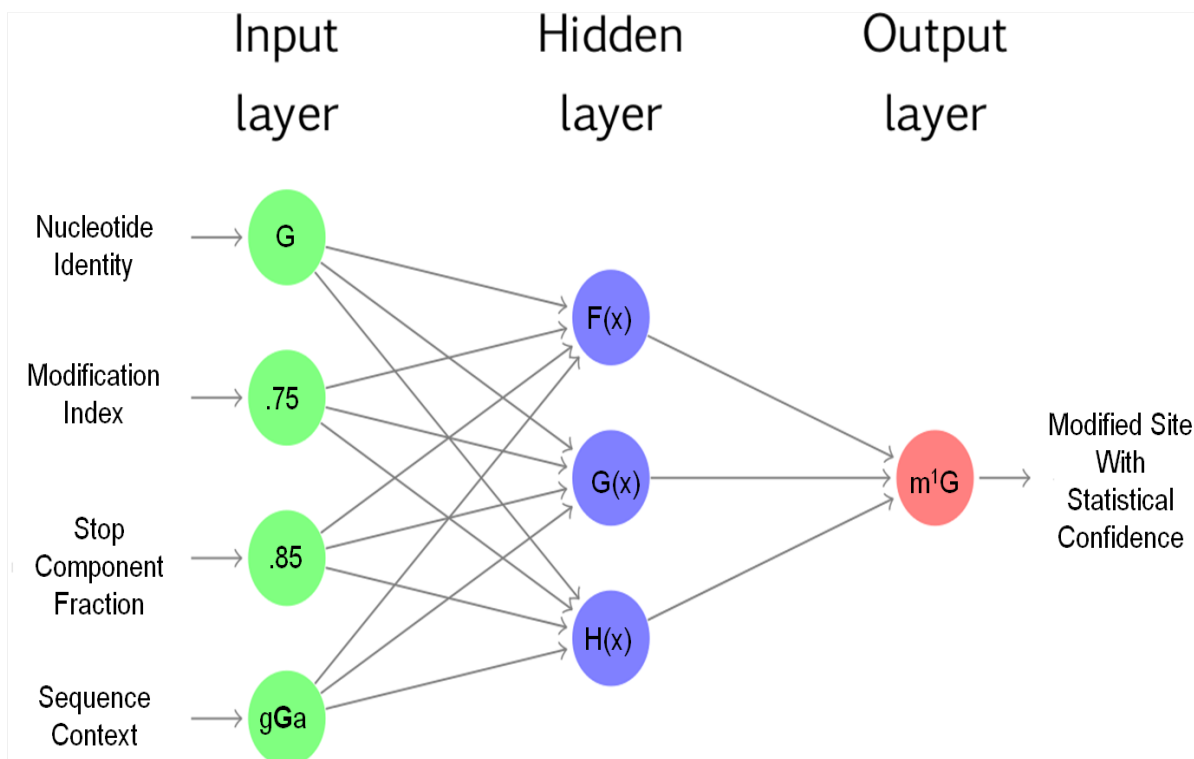 Input
layer
Hidden
layer
Output
layer
Nucleotide
Identity
G
Modification
Index
.75
Stop
Component
Fraction
.85
Sequence
Context
gGa
F(x)
G(x)
H(x)
m¹G
Modified Site
With
Statistical
Confidence